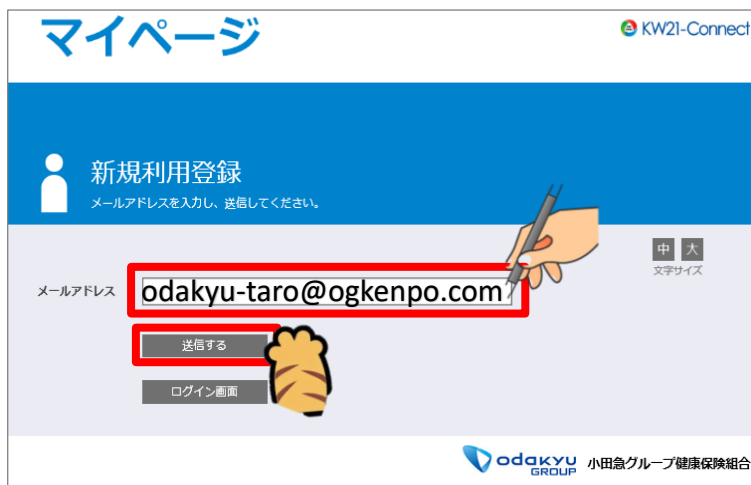 マイページ
KW21-Connect
新規利用登録
メールアドレスを入力し、送信してください。
中 大
文字サイズ
メールアドレス
odakyu-taro@ogkenpo.com
送信する
ログイン画面
odakyu
GROUP
小田急グループ健康保険組合